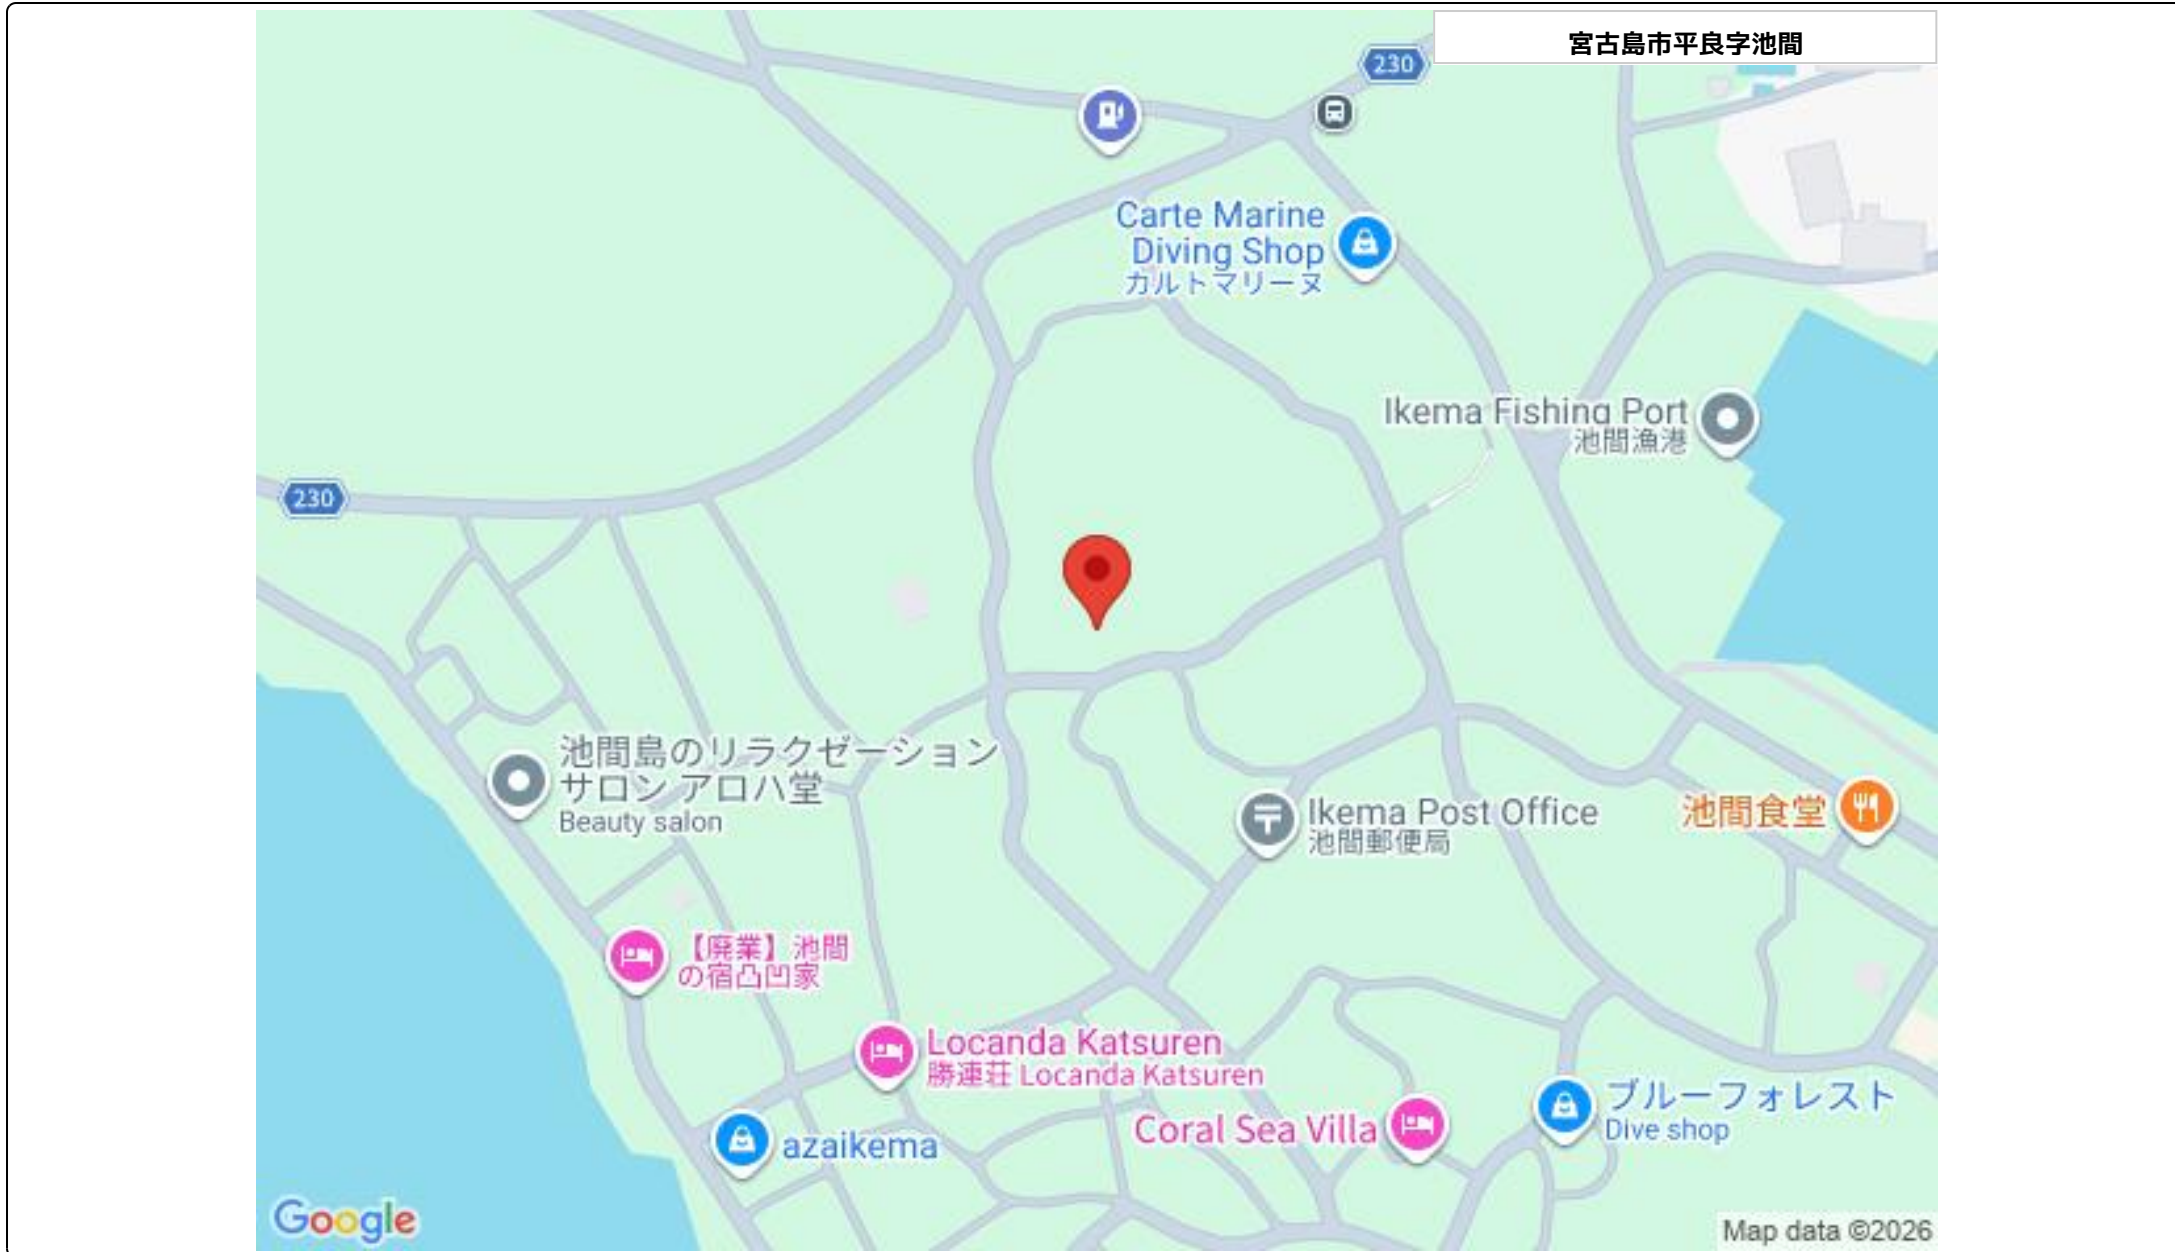 宮古島市平良字池間
230
Carte Marine
Diving Shop
カルトマリーヌ
Ikema Fishing Port
池間漁港
230
池間島のリラクゼーション
サロン アロハ堂
Beauty salon
Ikema Post Office
池間郵便局
池間食堂
【廃業】池間
の宿凸凹家
Locanda Katsuren
勝連荘 Locanda Katsuren
Coral Sea Villa
ブルーフォレスト
Dive shop
azaikema
Google
Map data ©2026